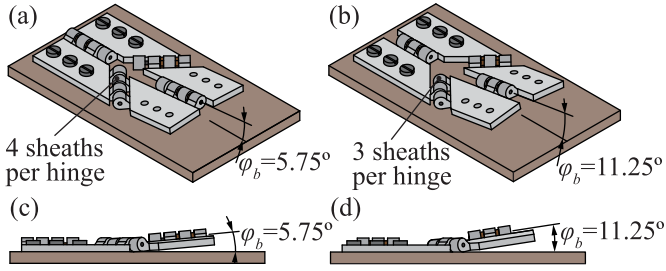 (a)
(b)
4 sheaths
per hinge
φb=5.75º
3 sheaths
per hinge
φb=11.25º
(c)
φb=5.75º
(d)
φb=11.25º